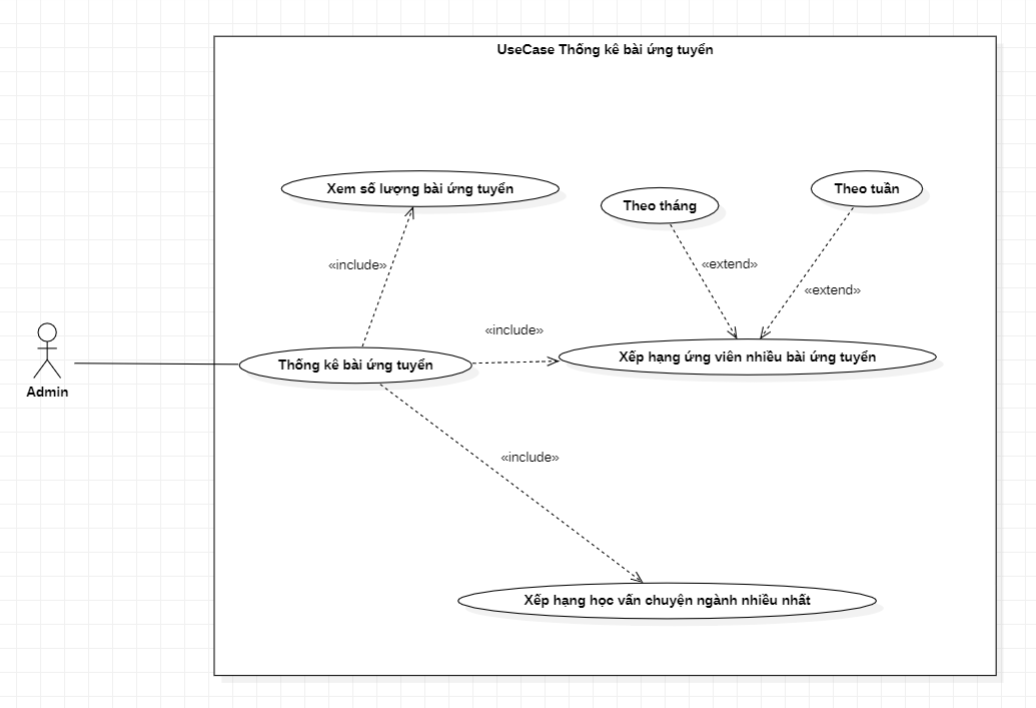 UseCase Thống kê bài ứng tuyển
Xem số lượng bài ứng tuyển
Theo tháng
Theo tuần
«include»
«extend»
«extend»
«include»
Thống kê bài ứng tuyển
Xếp hạng ứng viên nhiều bài ứng tuyển
Admin
«include»
Xếp hạng học vấn chuyện ngành nhiều nhất